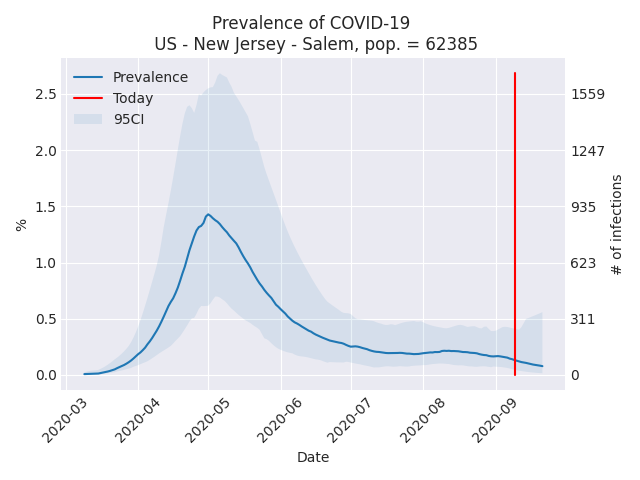 Prevalence of COVID-19
US - New Jersey - Salem, pop. = 62385
Prevalence
Today
95CI
2.5
2.0
1.5
1.0
0.5
0.0
%
1559
1247
935
623
311
0
# of infections
2020-03
2020-04
2020-05
2020-06
2020-07
2020-08
2020-09
Date